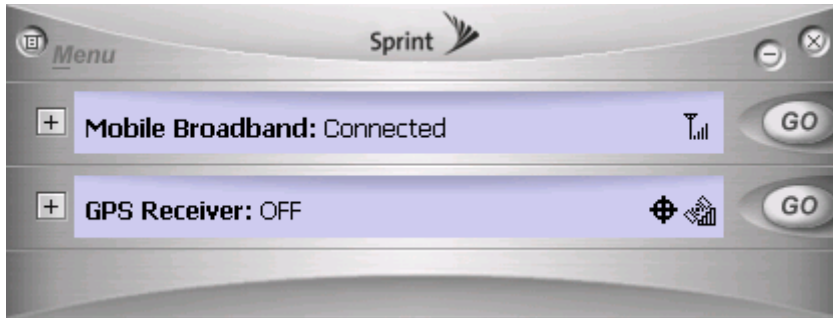 Menu
Sprint
Mobile Broadband: Connected
GO
GPS Receiver: OFF
GO